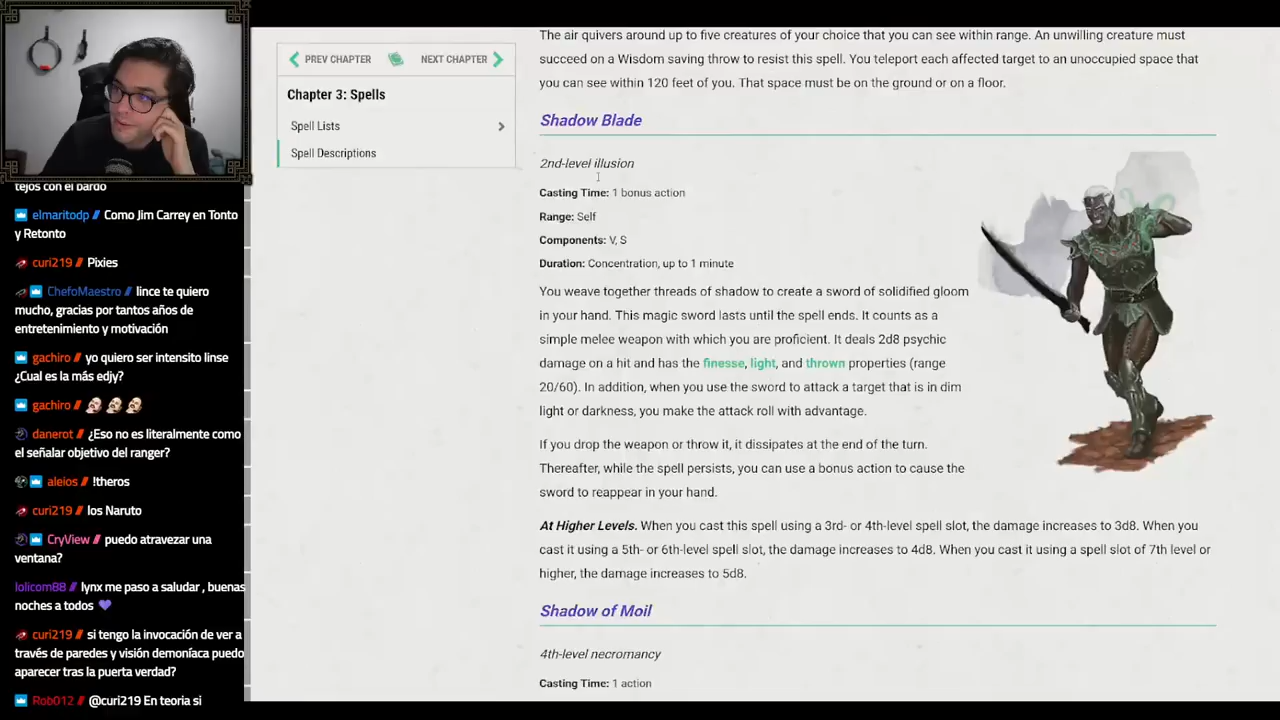 tejos con el bardo
elmaritodp // Como Jim Carrey en Tonto
y Retonto
curi219 // Pixies
ChefoMaestro // lince te quiero
mucho, gracias por tantos años de
entretenimiento y motivación
gachiro // yo quiero ser intensito linse
¿Cual es la más edjy?
gachiro //
danerot // ¿Eso no es literalmente como
el señalar objetivo del ranger?
aleios // !theros
curi219 // los Naruto
CryView // puedo atravezar una
ventana?
lolicom88 // lynx me paso a saludar , buenas
noches a todos
curi219 // si tengo la invocación de ver a
través de paredes y visión demoníaca puedo
aparecer tras la puerta verdad?
Rob012 // @curi219 En teoria si
PREV CHAPTER
NEXT CHAPTER
Chapter 3: Spells
Spell Lists
Spell Descriptions
The air quivers around up to five creatures of your choice that you can see within range. An unwilling creature must
succeed on a Wisdom saving throw to resist this spell. You teleport each affected target to an unoccupied space that
you can see within 120 feet of you. That space must be on the ground or on a floor.
Shadow Blade
2nd-level illusion
Casting Time: 1 bonus action
Range: Self
Components: V, S
Duration: Concentration, up to 1 minute
You weave together threads of shadow to create a sword of solidified gloom
in your hand. This magic sword lasts until the spell ends. It counts as a
simple melee weapon with which you are proficient. It deals 2d8 psychic
damage on a hit and has the finesse, light, and thrown properties (range
20/60). In addition, when you use the sword to attack a target that is in dim
light or darkness, you make the attack roll with advantage.
If you drop the weapon or throw it, it dissipates at the end of the turn.
Thereafter, while the spell persists, you can use a bonus action to cause the
sword to reappear in your hand.
At Higher Levels. When you cast this spell using a 3rd- or 4th-level spell slot, the damage increases to 3d8. When you
cast it using a 5th- or 6th-level spell slot, the damage increases to 4d8. When you cast it using a spell slot of 7th level or
higher, the damage increases to 5d8.
Shadow of Moil
4th-level necromancy
Casting Time: 1 action